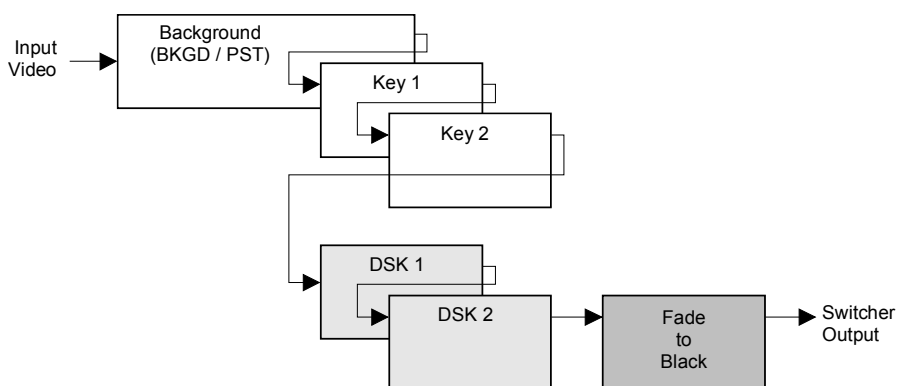 Input
Video
Background
(BKGD / PST)
Key 1
Key 2
DSK 1
DSK 2
Fade
to
Black
Switcher
Output